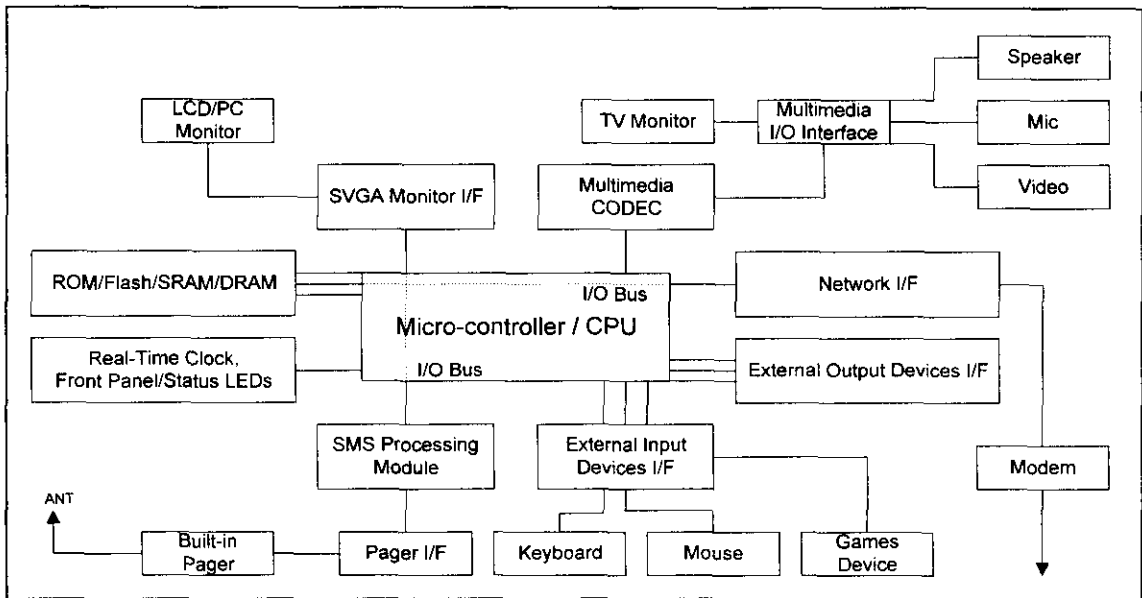 Speaker
LCD/PC
Monitor
TV Monitor
Multimedia
I/O Interface
Mic
SVGA Monitor I/F
Multimedia
CODEC
Video
ROM/Flash/SRAM/DRAM
I/O Bus
Network I/F
Micro-controller / CPU
Real-Time Clock,
Front Panel/Status LEDs
I/O Bus
External Output Devices I/F
SMS Processing
Module
External Input
Devices I/F
Modem
ANT
Built-in
Pager
Pager I/F
Keyboard
Mouse
Games
Device